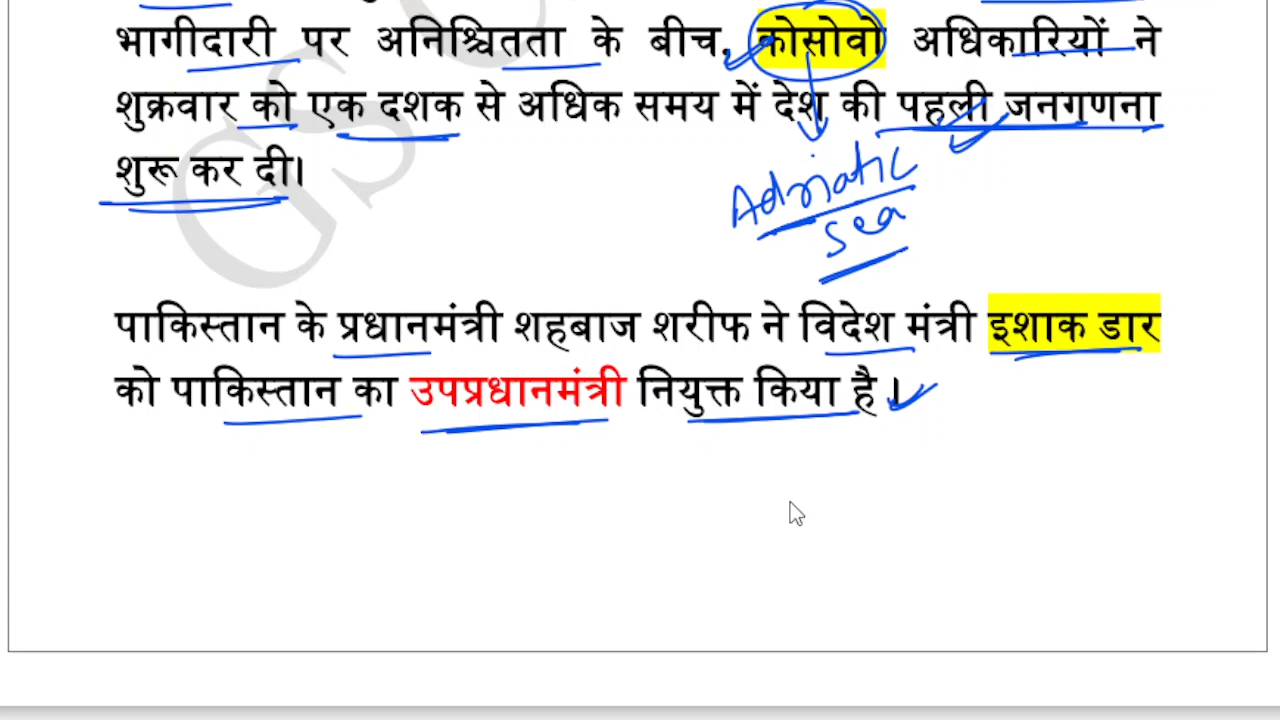 भागीदारी पर अनिश्चितता के बीच, कोसोवो अधिकारियों ने
शुक्रवार को एक दशक से अधिक समय में देश की पहली जनगणना
शुरू कर दी।
Adriatic
Sea
पाकिस्तान के प्रधानमंत्री शहबाज शरीफ ने विदेश मंत्री इशाक डार
को पाकिस्तान का उपप्रधानमंत्री नियुक्त किया है ।
GS